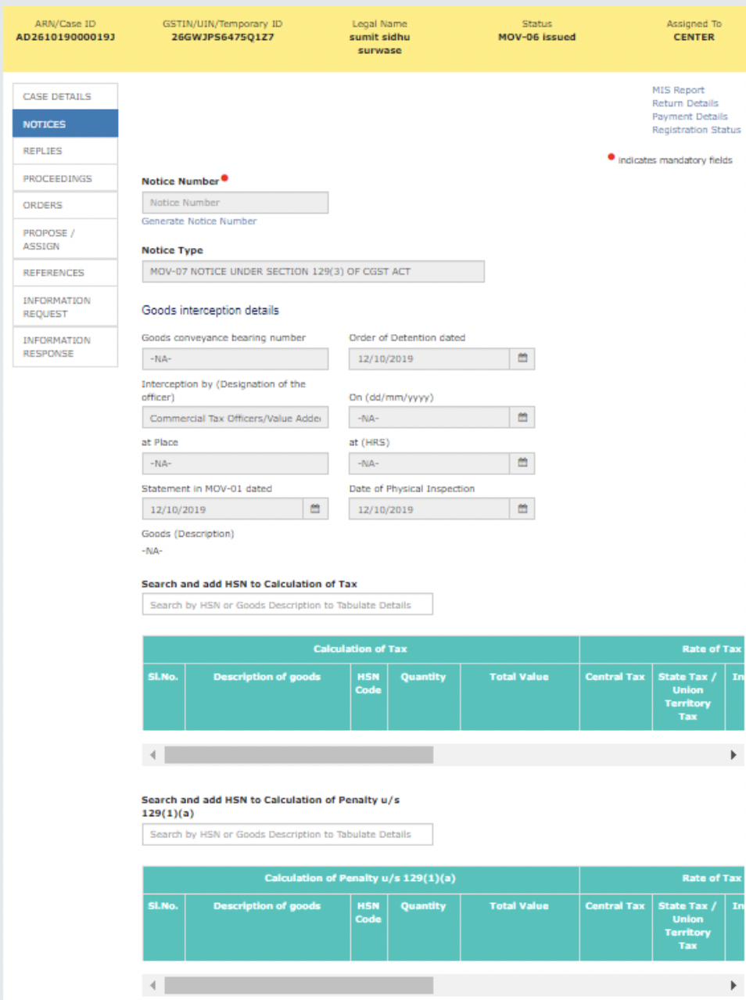 ARN/Case ID
AD261019000019J
GSTIN/UIN/Temporary ID
26GWJPS6475Q1Z7
Legal Name
sumit sidhu
surwase
Status
MOV-06 issued
Assigned To
CENTER
CASE DETAILS
NOTICES
REPLIES
PROCEEDINGS
ORDERS
PROPOSE /
ASSIGN
REFERENCES
INFORMATION
REQUEST
INFORMATION
RESPONSE
MIS Report
Return Details
Payment Details
Registration Status
indicates mandatory fields
Notice Number
Notice Number
Generate Notice Number
Notice Type
MOV-07 NOTICE UNDER SECTION 129(3) OF CGST ACT
Goods interception details
Goods conveyance bearing number
-NA-
Order of Detention dated
12/10/2019
Interception by (Designation of the
officer)
Commercial Tax Officers/Value Adde
On (dd/mm/yyyy)
-NA-
at Place
-NA-
at (HRS)
-NA-
Statement in MOV-01 dated
12/10/2019
Date of Physical Inspection
12/10/2019
Goods (Description)
-NA-
Search and add HSN to Calculation of Tax
Search by HSN or Goods Description to Tabulate Details
Calculation of Tax Rate of Tax
Sl.No. Description of goods HSN Quantity Total Value Central Tax State Tax / In
Code Union
Territory
Tax
Search and add HSN to Calculation of Penalty u/s
129(1)(a)
Search by HSN or Goods Description to Tabulate Details
Calculation of Penalty u/s 129(1)(a) Rate of Tax
Sl.No. Description of goods HSN Quantity Total Value Central Tax State Tax / In
Code Union
Territory
Tax